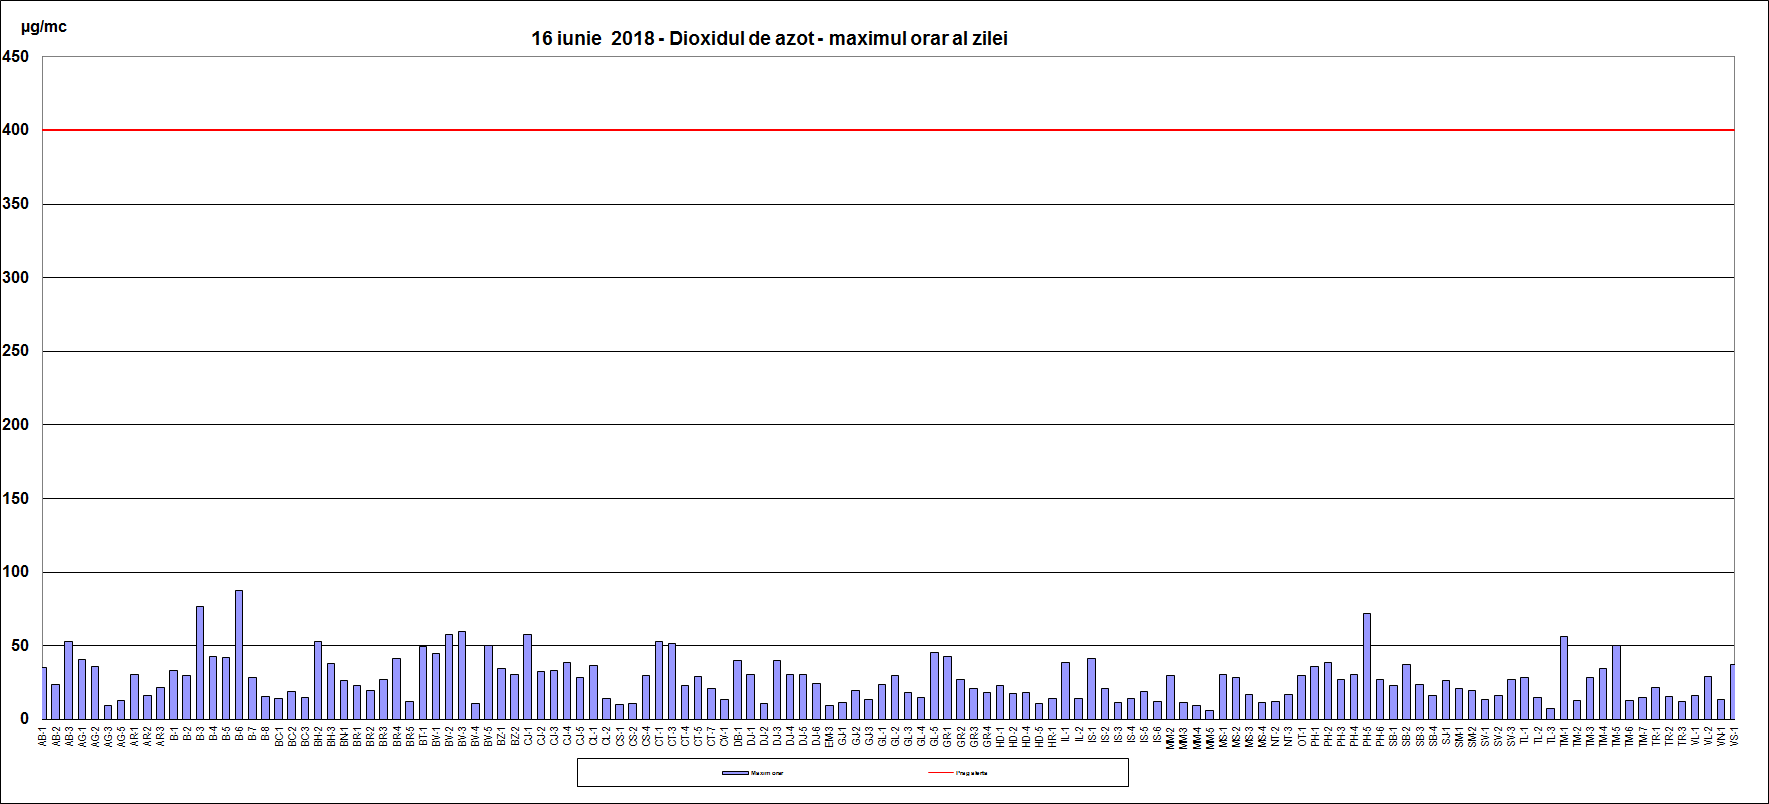 µg/mc
16 iunie 2018 - Dioxidul de azot - maximul orar al zilei
450
400
350
300
250
200
150
100
50
0
AB-1 AB-2 AB-3 AG-1 AG-2 AG-3 AG-5 AR-1 AR-2 AR-3 B-1 B-2 B-3 B-4 B-5 B-6 B-7 B-8 BC-1 BC-2 BC-3 BH-2 BH-3 BN-1 BR-1 BR-2 BR-3 BR-4 BR-5 BT-1 BV-1 BV-2 BV-3 BV-4 BV-5 BZ-1 BZ-2 CJ-1 CJ-2 CJ-3 CJ-4 CJ-5 CL-1 CL-2 CS-1 CS-2 CS-4 CT-1 CT-3 CT-4 CT-5 CT-7 CV-1 DB-1 DJ-1 DJ-2 DJ-3 DJ-4 DJ-5 DJ-6 EM-3 GJ-1 GJ-2 GJ-3 GL-1 GL-2 GL-3 GL-4 GL-5 GR-1 GR-2 GR-3 GR-4 HD-1 HD-2 HD-4 HD-5 HR-1 IL-1 IL-2 IS-1 IS-2 IS-3 IS-4 IS-5 IS-6 MM-2 MM-3 MM-4 MM-5 MS-1 MS-2 MS-3 MS-4 NT-2 NT-3 OT-1 PH-1 PH-2 PH-3 PH-4 PH-5 PH-6 SB-1 SB-2 SB-3 SB-4 SJ-1 SM-1 SM-2 SV-1 SV-2 SV-3 TL-1 TL-2 TL-3 TM-1 TM-2 TM-3 TM-4 TM-5 TM-6 TM-7 TR-1 TR-2 TR-3 VL-1 VL-2 VN-1 VS-1
Maxim orar Prag alerta